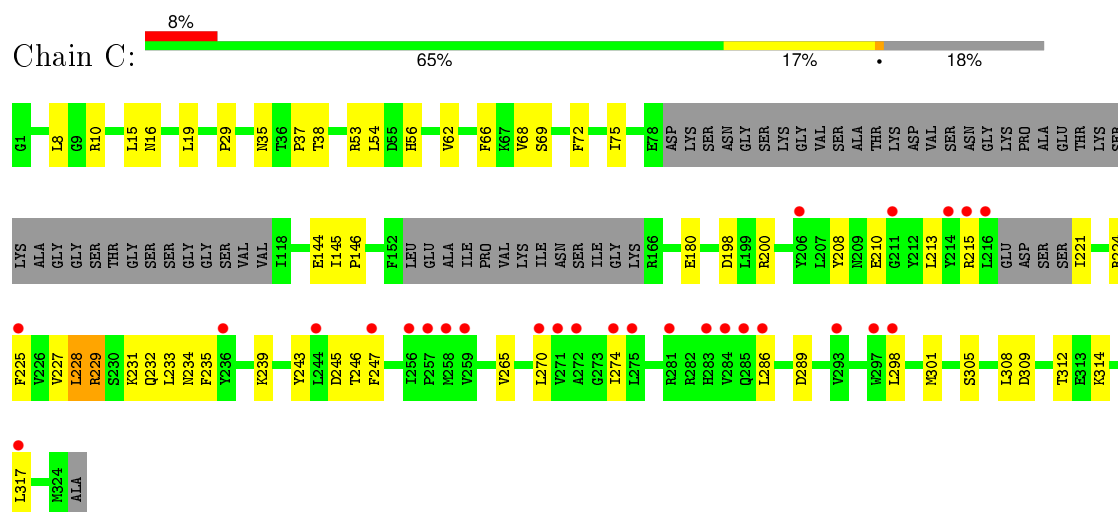 8%
Chain C:
65% 17% • 18%
G1 L8 G9 R10 L15 N16 L19 P29 N35 T36 P37 T38 R53 L54 D55 H56 V62 F66 K67 V68 S69 F72 I75 E78 ASP LYS SER ASN GLY SER LYS GLY VAL SER ALA THR LYS ASP VAL SER ASN GLY LYS PRO ALA GLU THR LYS SER
LYS ALA GLY GLY SER THR GLY SER SER GLY GLY SER VAL VAL I118 E144 I145 P146 F152 LEU GLU ALA ILE PRO VAL LYS ILE ASN SER ILE GLY LYS R166 E180 D198 L199 R200 Y206 L207 Y208 N209 E210 G211 Y212 L213 Y214 R215 L216 GLU ASP SER SER I221 R224
F225 V226 V227 L228 R229 S230 K231 Q232 L233 N234 F235 Y236 K239 Y243 L244 D245 T246 F247 I256 P257 M258 V259 V265 L270 V271 A272 G273 I274 L275 R281 R282 H283 V284 Q285 L286 D289 V293 W297 L298 M301 S305 L308 D309 T312 E313 K314
L317 M324 ALA